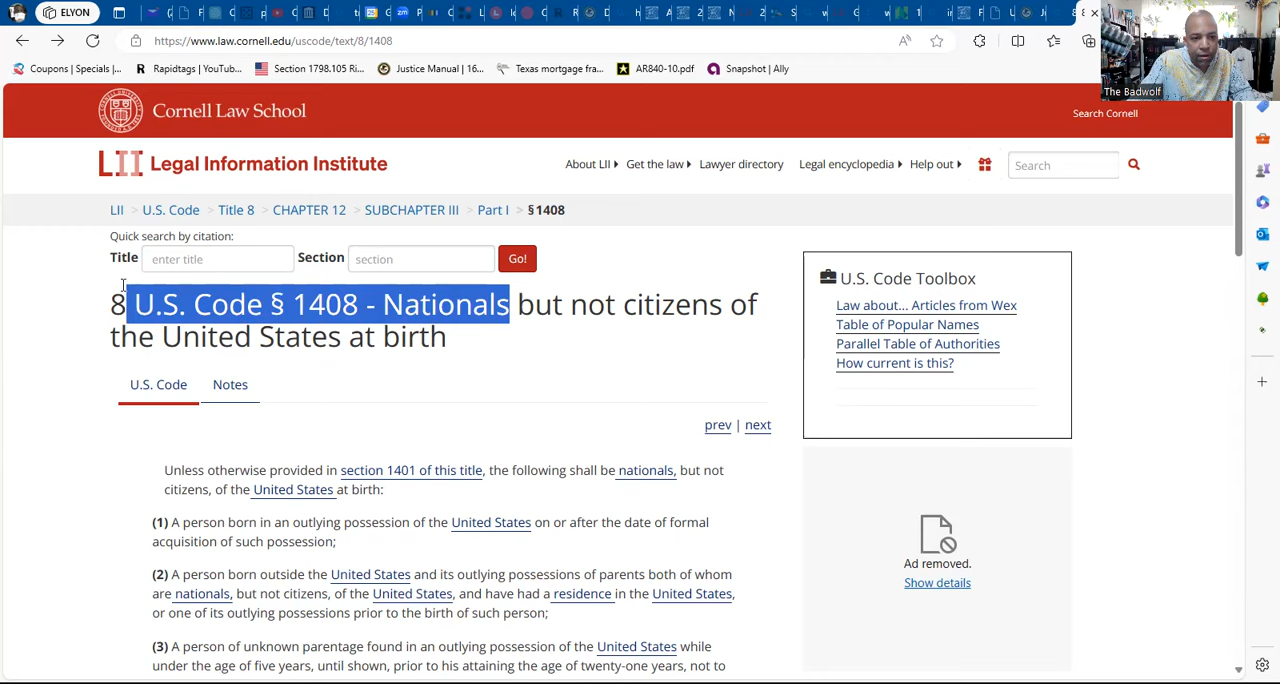 ELYON
https://www.law.cornell.edu/uscode/text/8/1408
Coupons | Specials |... Rapidtags | YouTub... Section 1798.105 Ri... Justice Manual | 16... Texas mortgage fra... AR840-10.pdf Snapshot | Ally
The Badwolf
Cornell Law School
Search Cornell
LII Legal Information Institute
About LII Get the law Lawyer directory Legal encyclopedia Help out Search
LII > U.S. Code > Title 8 > CHAPTER 12 > SUBCHAPTER III > Part I > § 1408
Quick search by citation:
Title enter title Section section Go!
8 U.S. Code § 1408 - Nationals but not citizens of
the United States at birth
U.S. Code Notes
prev | next
Unless otherwise provided in section 1401 of this title, the following shall be nationals, but not
citizens, of the United States at birth:
(1) A person born in an outlying possession of the United States on or after the date of formal
acquisition of such possession;
(2) A person born outside the United States and its outlying possessions of parents both of whom
are nationals, but not citizens, of the United States, and have had a residence in the United States,
or one of its outlying possessions prior to the birth of such person;
(3) A person of unknown parentage found in an outlying possession of the United States while
under the age of five years, until shown, prior to his attaining the age of twenty-one years, not to
U.S. Code Toolbox
Law about... Articles from Wex
Table of Popular Names
Parallel Table of Authorities
How current is this?
Ad removed.
Show details